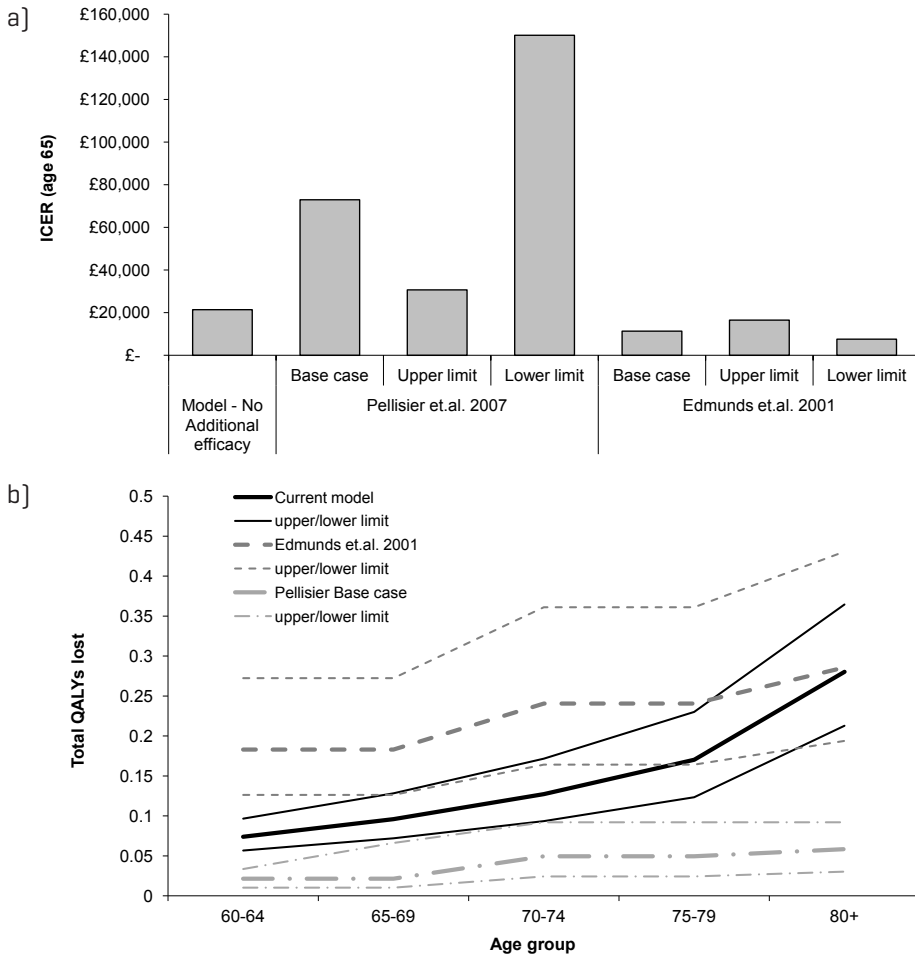 a)
£160,000
£140,000
£120,000
£100,000
£80,000
£60,000
£40,000
£20,000
£-
ICER (age 65)
Base case
Upper limit
Lower limit
Base case
Upper limit
Lower limit
Model - No
Additional
efficacy
Pellisier et.al. 2007
Edmunds et.al. 2001
b)
0.5
0.45
0.4
0.35
0.3
0.25
0.2
0.15
0.1
0.05
0
Total QALYs lost
Current model
upper/lower limit
Edmunds et.al. 2001
upper/lower limit
Pellisier Base case
upper/lower limit
60-64
65-69
70-74
75-79
80+
Age group